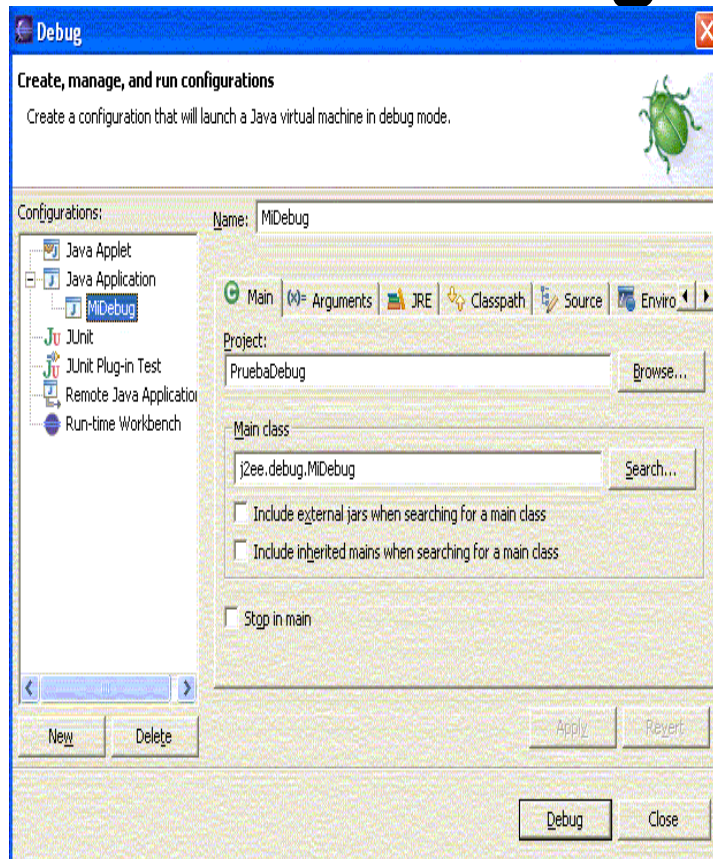 Debug
Create, manage, and run configurations
Create a configuration that will launch a Java virtual machine in debug mode.
Configurations:
Java Applet
Java Application
MiDebug
JUnit
JUnit Plug-in Test
Remote Java Application
Run-time Workbench
New
Delete
Name: MiDebug
Main (x)= Arguments JRE Classpath Source Enviro
Project:
PruebaDebug
Browse...
Main class
j2ee.debug.MiDebug
Search...
Include external jars when searching for a main class
Include inherited mains when searching for a main class
Stop in main
Apply Revert
Debug Close